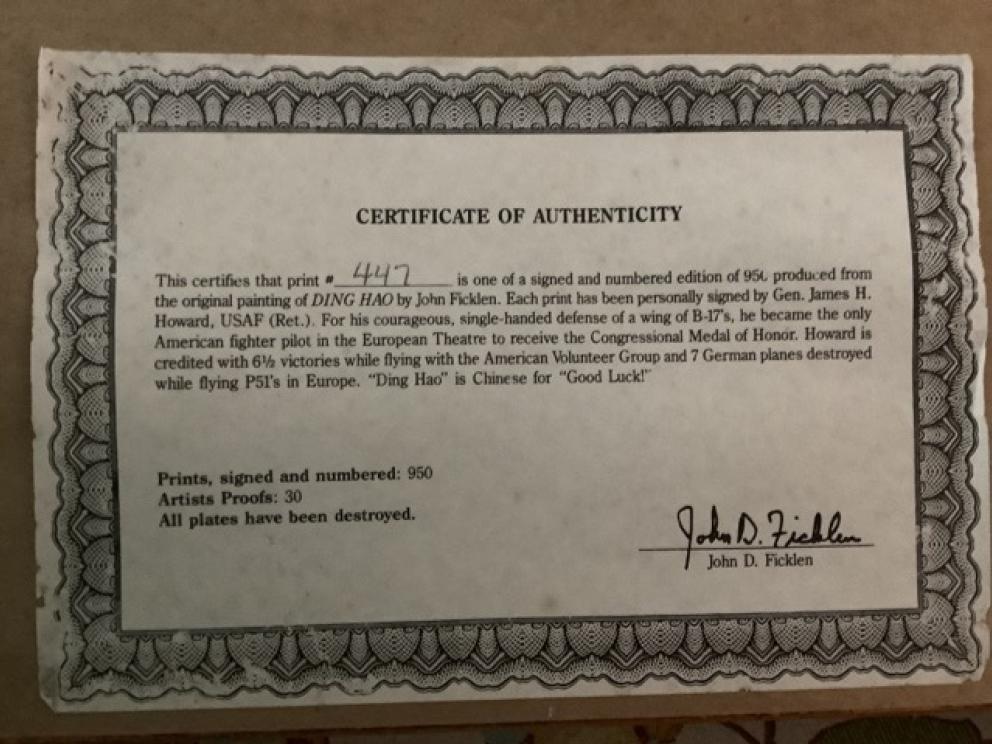 CERTIFICATE OF AUTHENTICITY
This certifies that print # 447 is one of a signed and numbered edition of 950 produced from
the original painting of DING HAO by John Ficklen. Each print has been personally signed by Gen. James H.
Howard, USAF (Ret.). For his courageous, single-handed defense of a wing of B-17's, he became the only
American fighter pilot in the European Theatre to receive the Congressional Medal of Honor. Howard is
credited with 6½ victories while flying with the American Volunteer Group and 7 German planes destroyed
while flying P51's in Europe. "Ding Hao" is Chinese for "Good Luck!"
Prints, signed and numbered: 950
Artists Proofs: 30
All plates have been destroyed.
John D. Ficklen
John D. Ficklen